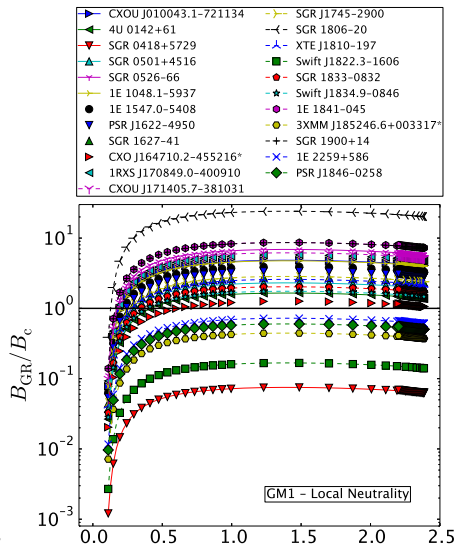 CXOU J010043.1–721134
4U 0142+61
SGR 0418+5729
SGR 0501+4516
SGR 0526–66
1E 1048.1–5937
1E 1547.0–5408
PSR J1622–4950
SGR 1627–41
CXO J164710.2–455216*
1RXS J170849.0–400910
CXOU J171405.7–381031
SGR J1745–2900
SGR 1806–20
XTE J1810–197
Swift J1822.3–1606
SGR 1833–0832
Swift J1834.9–0846
1E 1841–045
3XMM J185246.6+003317*
SGR 1900+14
1E 2259+586
PSR J1846–0258
B_GR/B_c
10^1
10^0
10^-1
10^-2
10^-3
GM1 – Local Neutrality
0.0 0.5 1.0 1.5 2.0 2.5